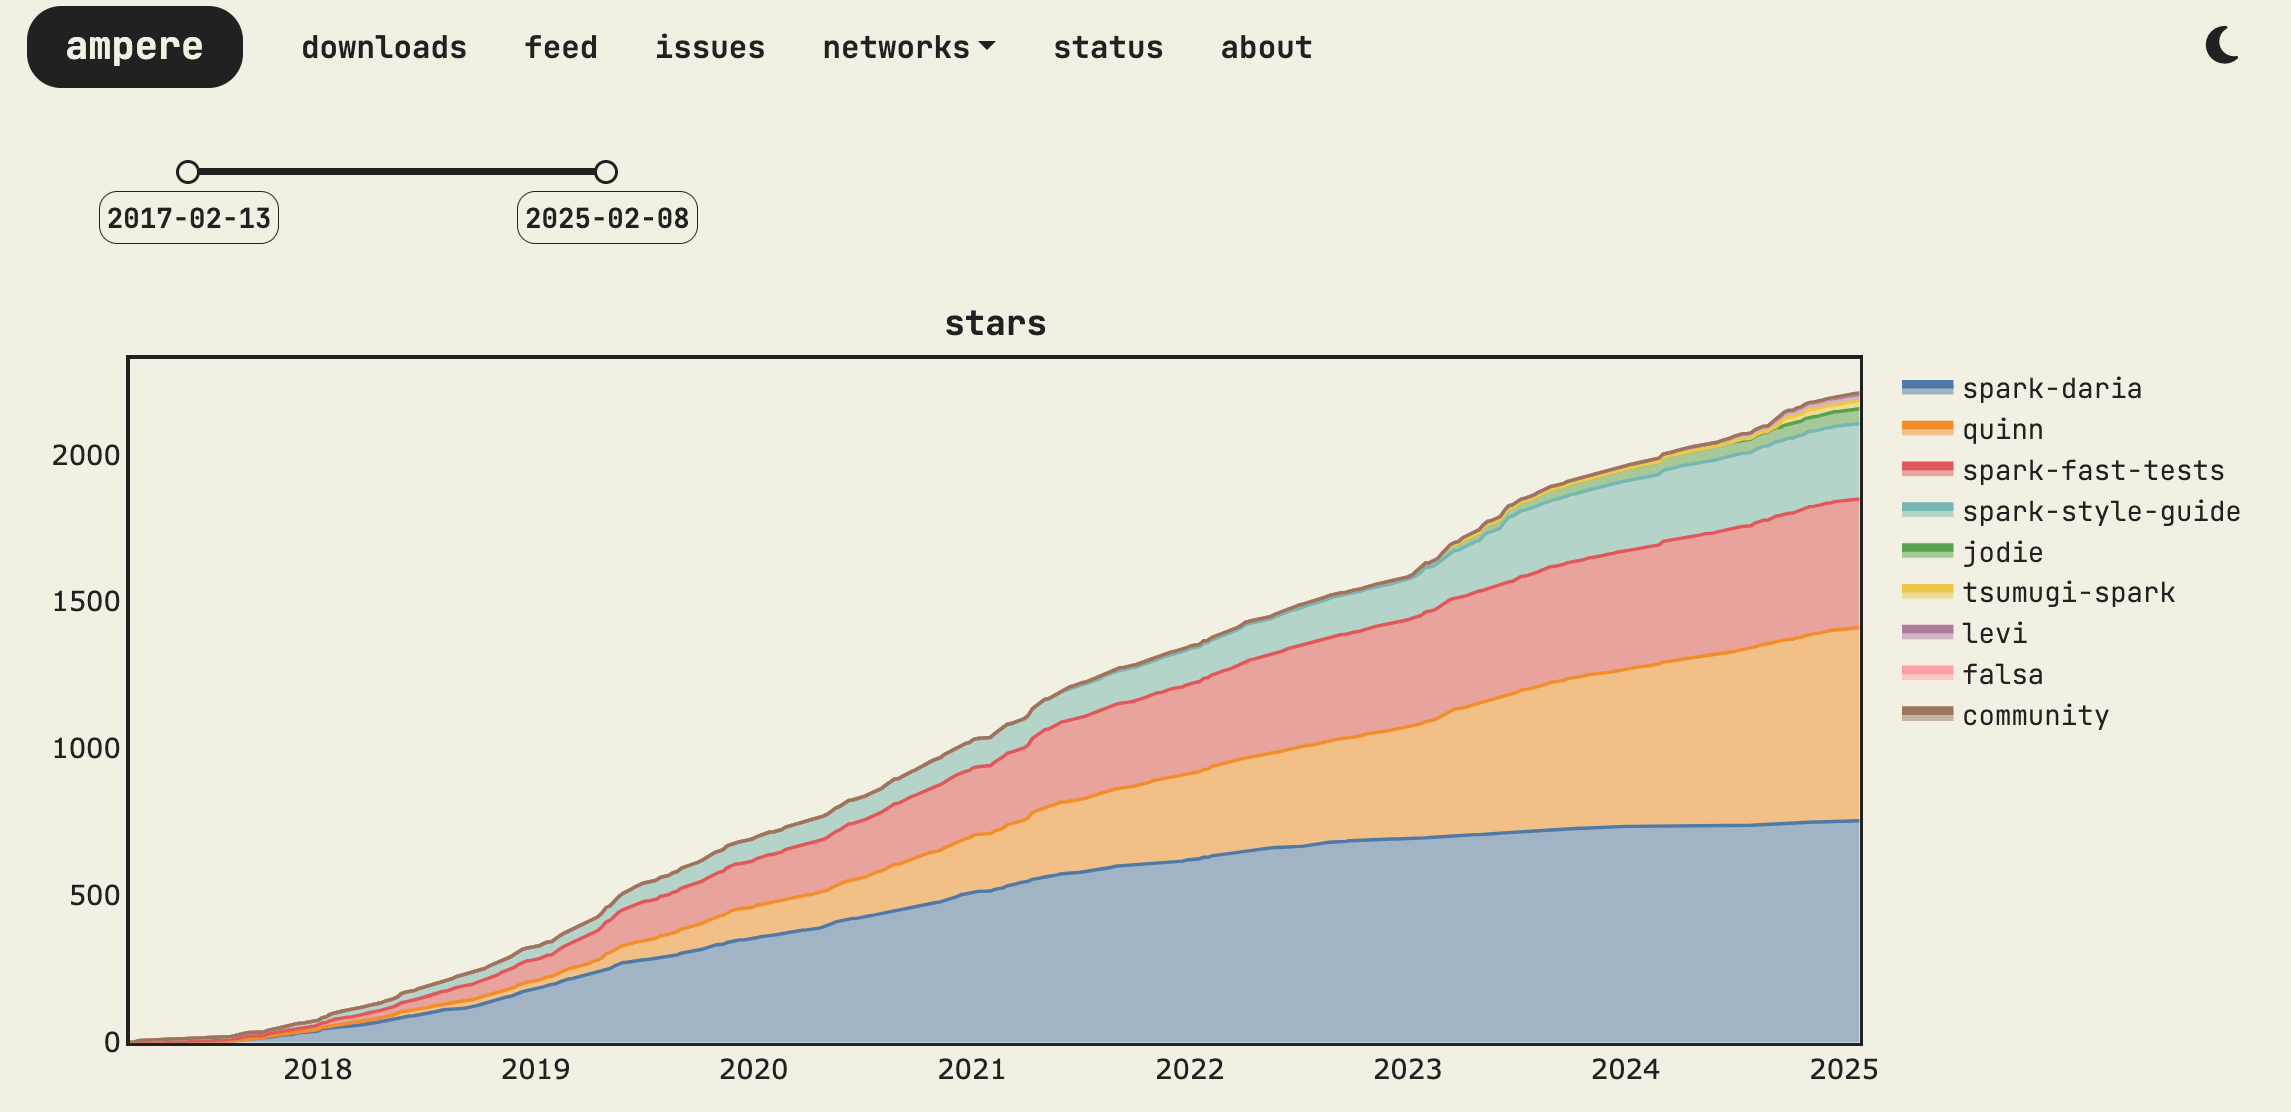 ampere downloads feed issues networks status about
2017-02-13 2025-02-08
stars
spark-daria
quinn
spark-fast-tests
spark-style-guide
jodie
tsumugi-spark
levi
falsa
community
2000
1500
1000
500
0
2018 2019 2020 2021 2022 2023 2024 2025